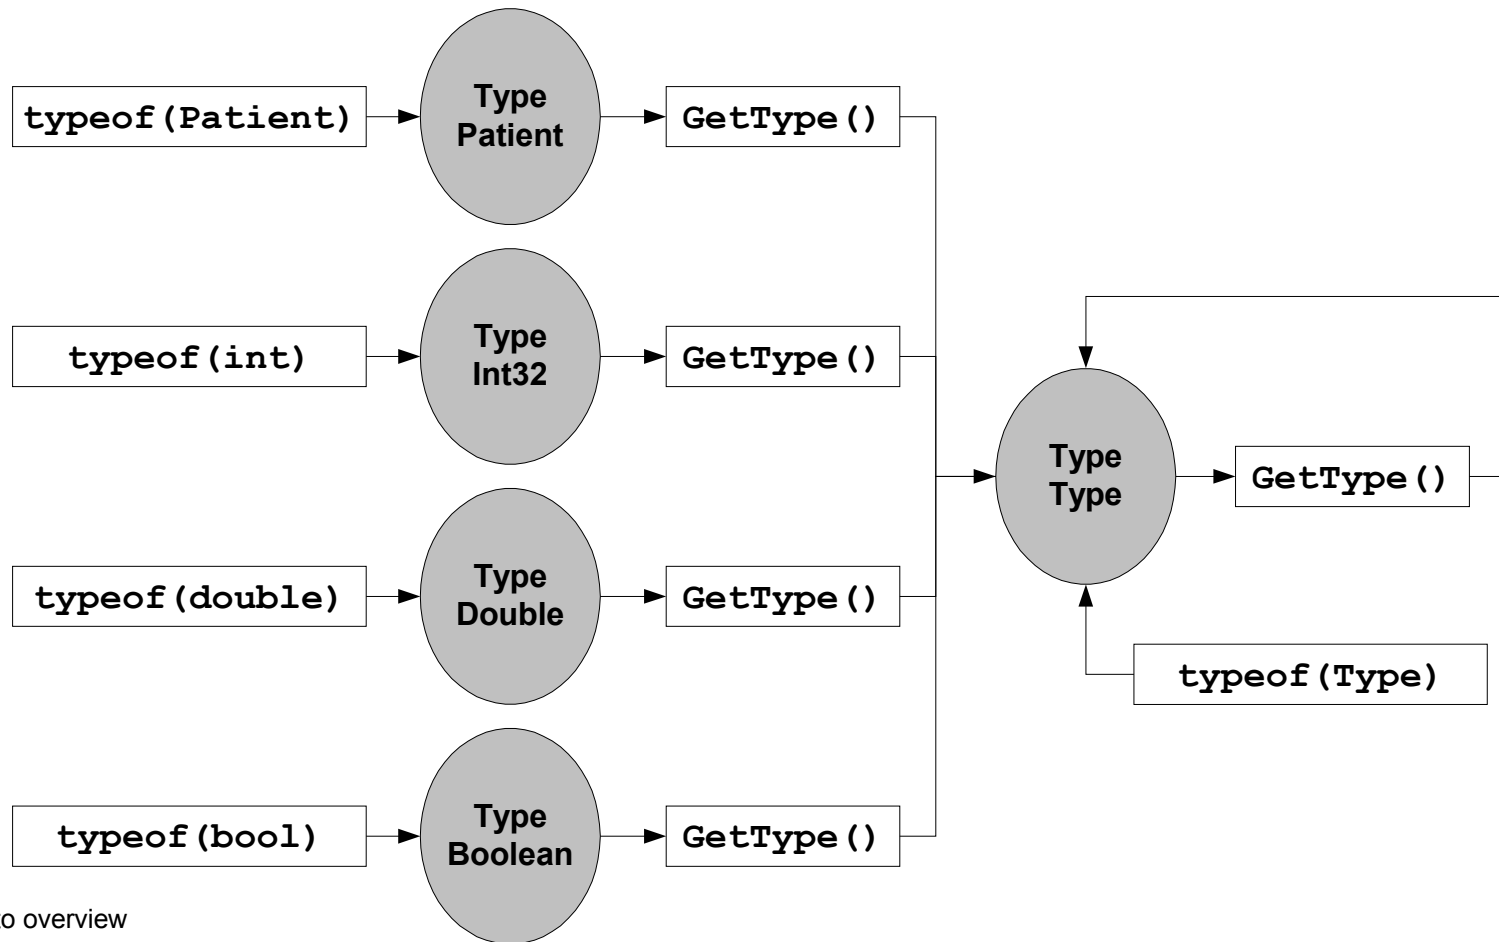 typeof(Patient)
Type
Patient
GetType()
typeof(int)
Type
Int32
GetType()
Type
Type
GetType()
typeof(double)
Type
Double
GetType()
typeof(Type)
typeof(bool)
Type
Boolean
GetType()
to overview